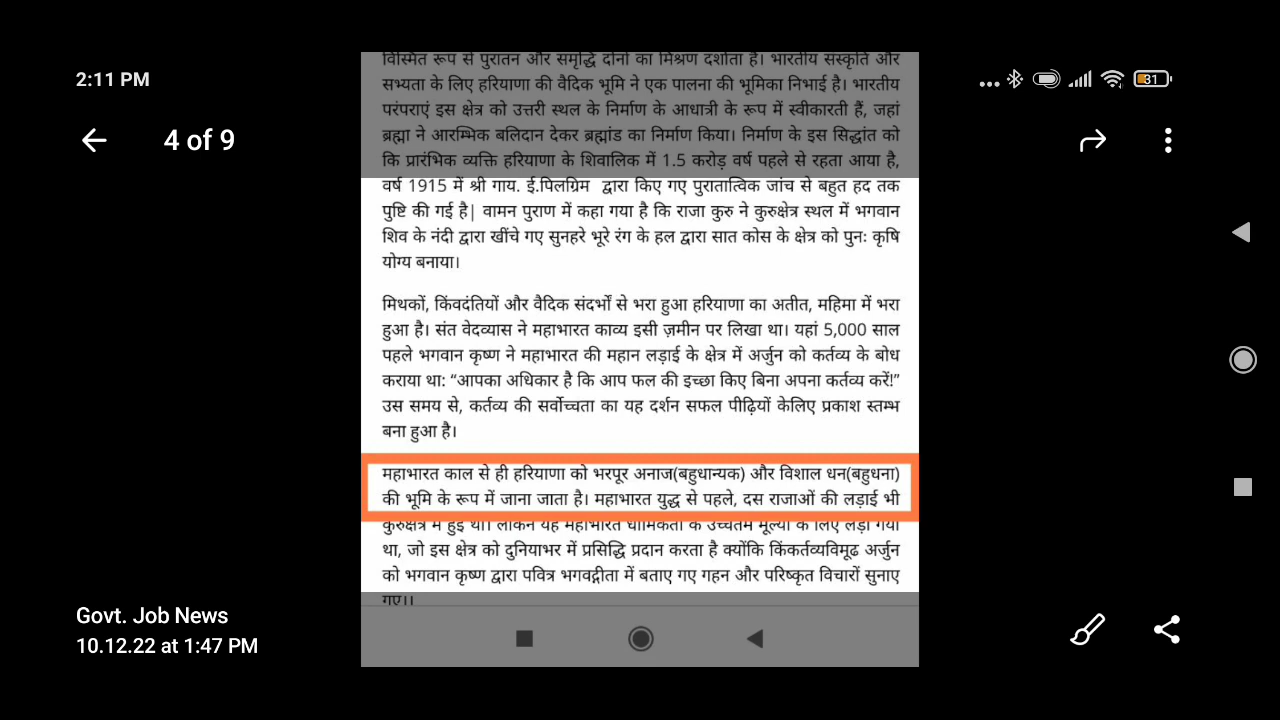 2:11 PM
31
4 of 9
विस्मित रूप से पुरातन और समृद्धि दोनों का मिश्रण दर्शाता है। भारतीय संस्कृति और
सभ्यता के लिए हरियाणा की वैदिक भूमि ने एक पालना की भूमिका निभाई है। भारतीय
परंपराएं इस क्षेत्र को उत्तरी स्थल के निर्माण के आधात्री के रूप में स्वीकारती हैं, जहां
ब्रह्मा ने आरम्भिक बलिदान देकर ब्रह्मांड का निर्माण किया। निर्माण के इस सिद्धांत को
कि प्रारंभिक व्यक्ति हरियाणा के शिवालिक में 1.5 करोड़ वर्ष पहले से रहता आया है,
वर्ष 1915 में श्री गाय. ई.पिलग्रिम द्वारा किए गए पुरातात्विक जांच से बहुत हद तक
पुष्टि की गई है| वामन पुराण में कहा गया है कि राजा कुरु ने कुरुक्षेत्र स्थल में भगवान
शिव के नंदी द्वारा खींचे गए सुनहरे भूरे रंग के हल द्वारा सात कोस के क्षेत्र को पुनः कृषि
योग्य बनाया।
मिथकों, किंवदंतियों और वैदिक संदर्भों से भरा हुआ हरियाणा का अतीत, महिमा में भरा
हुआ है। संत वेदव्यास ने महाभारत काव्य इसी ज़मीन पर लिखा था। यहां 5,000 साल
पहले भगवान कृष्ण ने महाभारत की महान लड़ाई के क्षेत्र में अर्जुन को कर्तव्य के बोध
कराया था: “आपका अधिकार है कि आप फल की इच्छा किए बिना अपना कर्तव्य करें!”
उस समय से, कर्तव्य की सर्वोच्चता का यह दर्शन सफल पीढ़ियों केलिए प्रकाश स्तम्भ
बना हुआ है।
महाभारत काल से ही हरियाणा को भरपूर अनाज(बहुधान्यक) और विशाल धन(बहुधना)
की भूमि के रूप में जाना जाता है। महाभारत युद्ध से पहले, दस राजाओं की लड़ाई भी
कुरुक्षेत्र में हुई थी। लेकिन यह महाभारत धार्मिकता के उच्चतम मूल्यों के लिए लड़ा गया
था, जो इस क्षेत्र को दुनियाभर में प्रसिद्धि प्रदान करता है क्योंकि किंकर्तव्यविमूढ अर्जुन
को भगवान कृष्ण द्वारा पवित्र भगवद्गीता में बताए गए गहन और परिष्कृत विचारों सुनाए
गए।।
Govt. Job News
10.12.22 at 1:47 PM